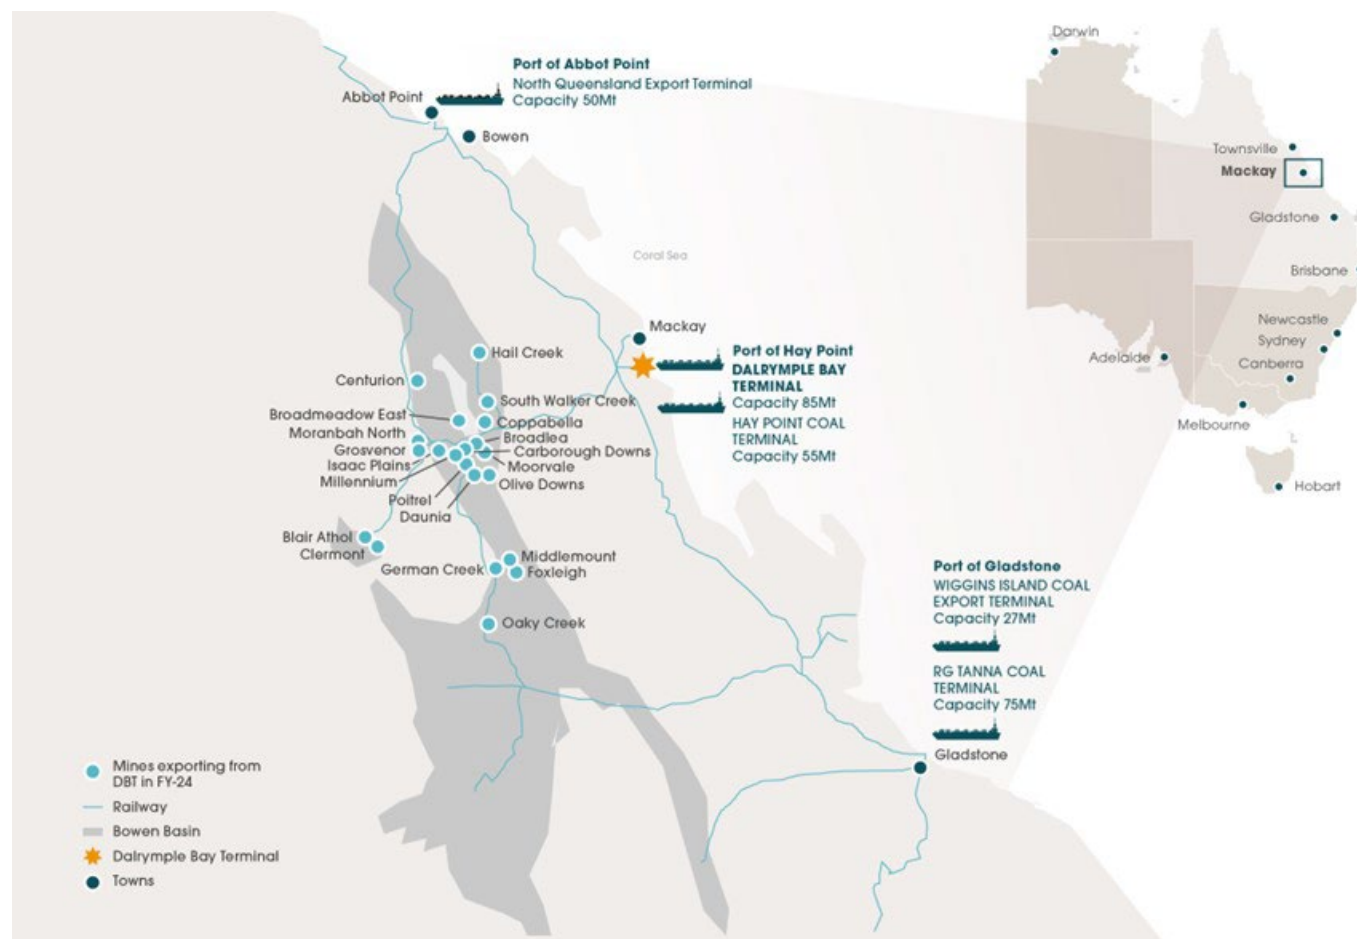 Port of Abbot Point
North Queensland Export Terminal
Capacity 50Mt
Abbot Point
Bowen
Coral Sea
Mackay
Port of Hay Point
DALRYMPLE BAY
TERMINAL
Capacity 85Mt
HAY POINT COAL
TERMINAL
Capacity 55Mt
Hail Creek
Centurion
South Walker Creek
Broadmeadow East
Coppabella
Moranbah North
Broadlea
Grosvenor
Carborough Downs
Isaac Plains
Moorvale
Millennium
Olive Downs
Poitrel
Daunia
Blair Athol
Clermont
Middlemount
German Creek
Foxleigh
Oaky Creek
Port of Gladstone
WIGGINS ISLAND COAL
EXPORT TERMINAL
Capacity 27Mt
RG TANNA COAL
TERMINAL
Capacity 75Mt
Gladstone
Mines exporting from
DBT in FY-24
Railway
Bowen Basin
Dalrymple Bay Terminal
Towns
Darwin
Townsville
Mackay
Gladstone
Brisbane
Newcastle
Sydney
Adelaide
Canberra
Melbourne
Hobart